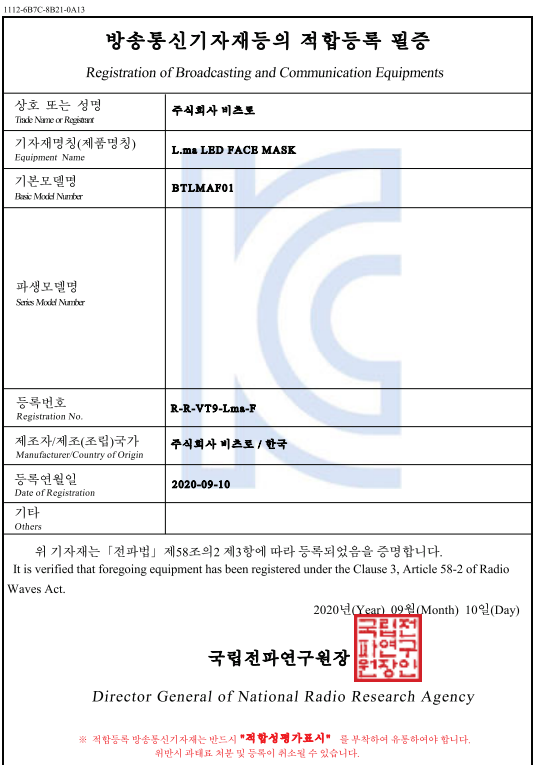 1112-6B7C-8B21-0A13
방송통신기자재등의 적합등록 필증
Registration of Broadcasting and Communication Equipments
상호 또는 성명
Trade Name or Registrant
주식회사 비츠로
기자재명칭(제품명칭)
Equipment Name
L.ma LED FACE MASK
기본모델명
Basic Model Number
BTLMAF01
파생모델명
Series Model Number
등록번호
Registration No.
R-R-VT9-Lma-F
제조자/제조(조립)국가
Manufacturer/Country of Origin
주식회사 비츠로 / 한국
등록연월일
Date of Registration
2020-09-10
기타
Others
위 기자재는「전파법」제58조의2 제3항에 따라 등록되었음을 증명합니다.
It is verified that foregoing equipment has been registered under the Clause 3, Article 58-2 of Radio
Waves Act.
2020년(Year) 09월(Month) 10일(Day)
국립전파연구원장
국립전
파연구
원장인
Director General of National Radio Research Agency
※ 적합등록 방송통신기자재는 반드시 "적합성평가표시" 를 부착하여 유통하여야 합니다.
위반시 과태료 처분 및 등록이 취소될 수 있습니다.